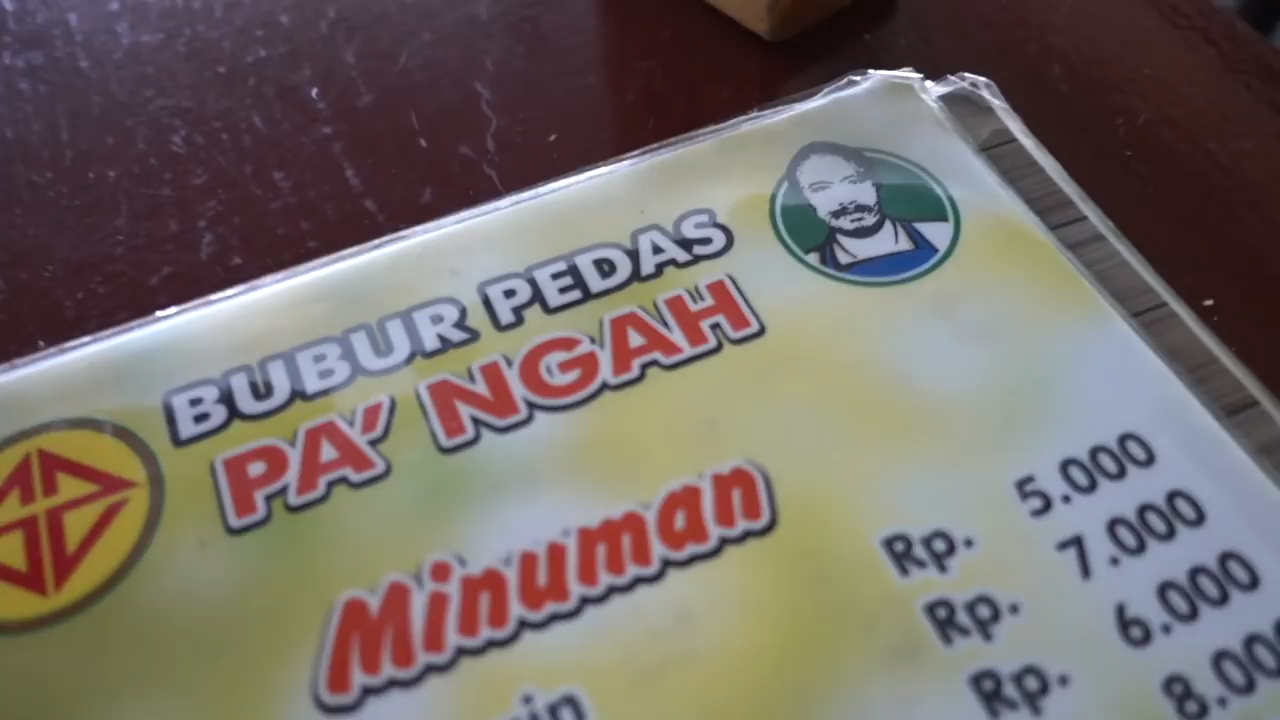 BUBUR PEDAS
PA' NGAH
Minuman
Rp. 5.000
Rp. 7.000
Rp. 6.000
8.000